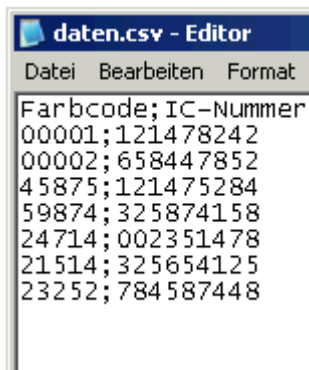 daten.csv - Editor
Datei Bearbeiten Format
Farbcode;IC-Nummer
00001;121478242
00002;658447852
45875;121475284
59874;325874158
24714;002351478
21514;325654125
23252;784587448